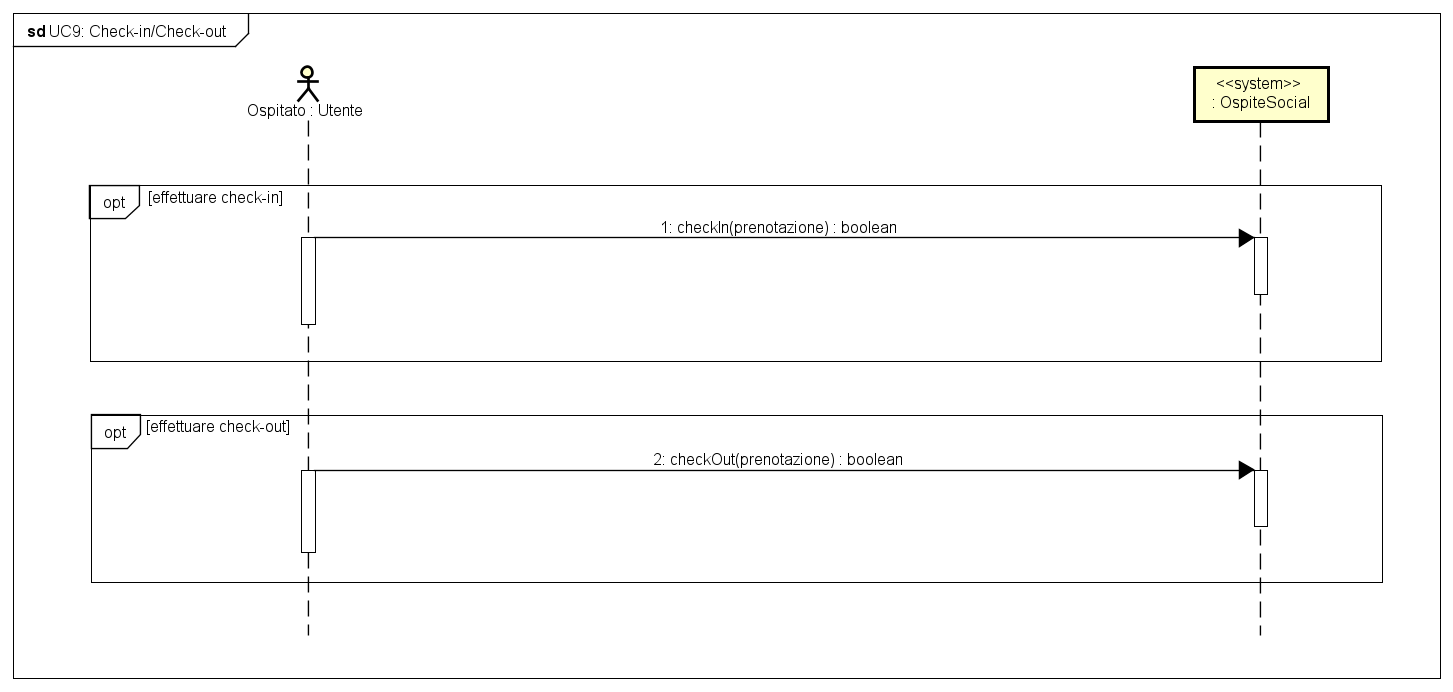 sd UC9: Check-in/Check-out
Ospitato : Utente
<<system>>
: OspiteSocial
opt
[effettuare check-in]
1: checkIn(prenotazione) : boolean
opt
[effettuare check-out]
2: checkOut(prenotazione) : boolean